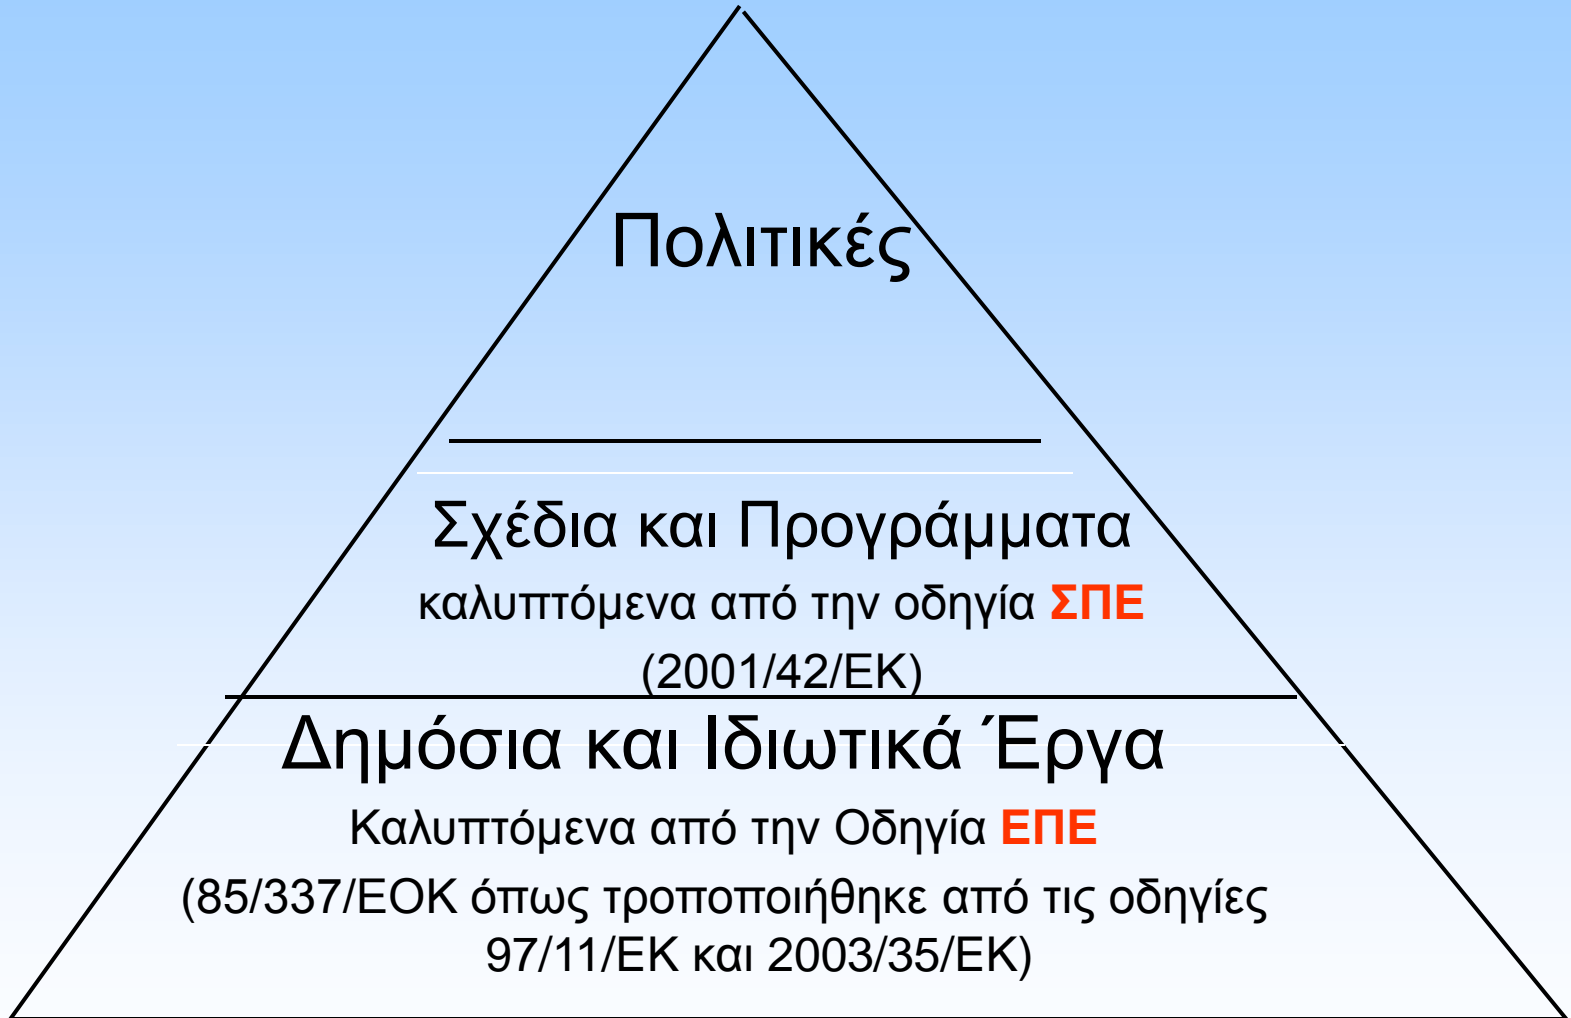 Πολιτικές
Σχέδια και Προγράμματα
καλυπτόμενα από την οδηγία ΣΠΕ
(2001/42/ΕΚ)
Δημόσια και Ιδιωτικά Έργα
Καλυπτόμενα από την Οδηγία ΕΠΕ
(85/337/ΕΟΚ όπως τροποποιήθηκε από τις οδηγίες
97/11/ΕΚ και 2003/35/ΕΚ)